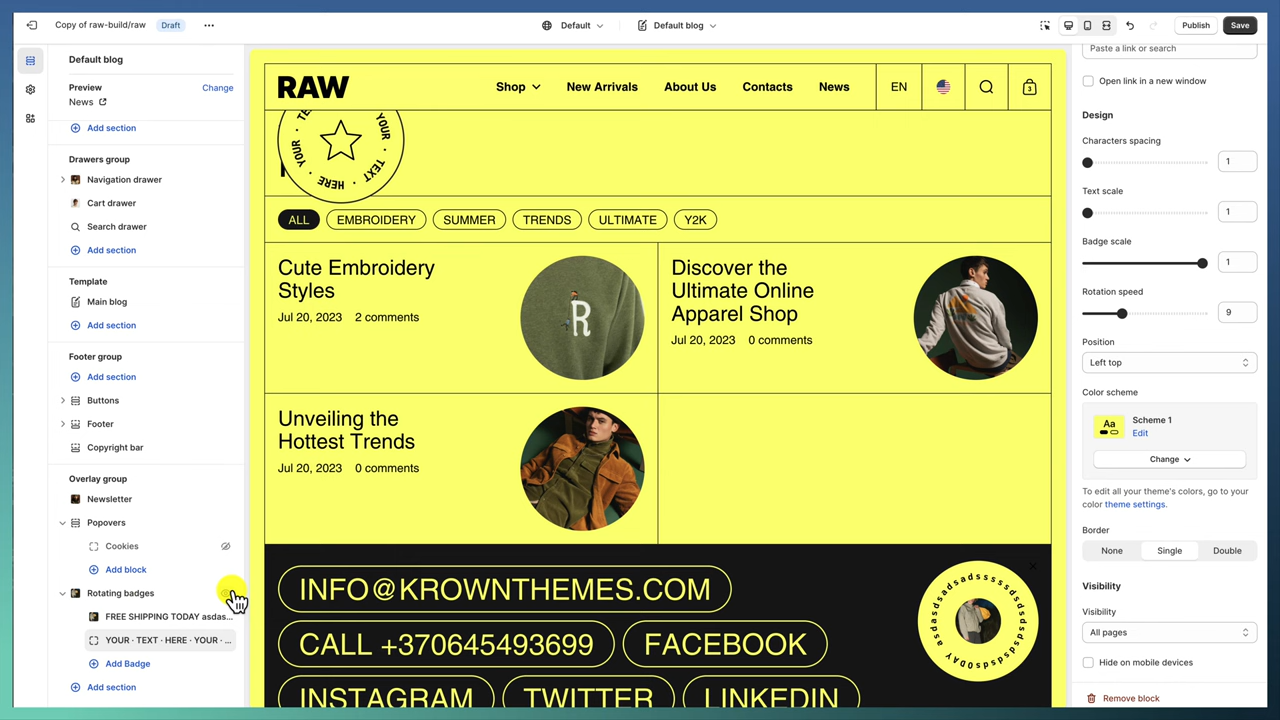 Copy of raw-build/raw
Draft
Default
Default blog
Publish
Save
Default blog
Preview
News
Change
Add section
Drawers group
Navigation drawer
Cart drawer
Search drawer
Add section
Template
Main blog
Add section
Footer group
Add section
Buttons
Footer
Copyright bar
Overlay group
Newsletter
Popovers
Cookies
Add block
Rotating badges
FREE SHIPPING TODAY asdas...
YOUR · TEXT · HERE · YOUR · ...
Add Badge
Add section
RAW
Shop
New Arrivals
About Us
Contacts
News
EN
3
YOUR · TEXT · HERE · YOUR · TE
ALL
EMBROIDERY
SUMMER
TRENDS
ULTIMATE
Y2K
Cute Embroidery
Styles
Jul 20, 2023 2 comments
R
Discover the
Ultimate Online
Apparel Shop
Jul 20, 2023 0 comments
Unveiling the
Hottest Trends
Jul 20, 2023 0 comments
INFO@KROWNTHEMES.COM
CALL +370645493699
FACEBOOK
INSTAGRAM
TWITTER
LINKEDIN
Paste a link or search
Open link in a new window
Design
Characters spacing
1
Text scale
1
Badge scale
1
Rotation speed
9
Position
Left top
Color scheme
Aa
Scheme 1
Edit
Change
To edit all your theme's colors, go to your
color theme settings.
Border
None
Single
Double
Visibility
Visibility
All pages
Hide on mobile devices
Remove block